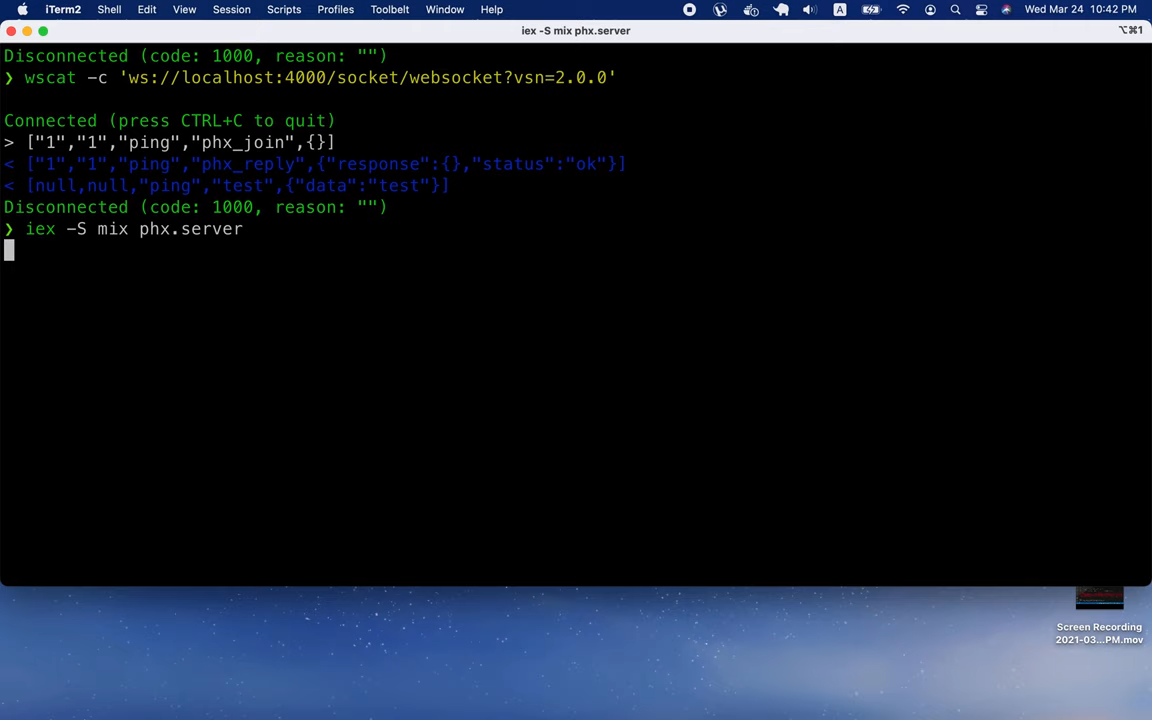 iTerm2 Shell Edit View Session Scripts Profiles Toolbelt Window Help A Wed Mar 24 10:42 PM
iex -S mix phx.server ⌥⌘1
Disconnected (code: 1000, reason: "")
❯ wscat -c 'ws://localhost:4000/socket/websocket?vsn=2.0.0'
Connected (press CTRL+C to quit)
> ["1","1","ping","phx_join",{}]
< ["1","1","ping","phx_reply",{"response":{},"status":"ok"}]
< [null,null,"ping","test",{"data":"test"}]
Disconnected (code: 1000, reason: "")
❯ iex -S mix phx.server
Screen Recording
2021-03...PM.mov